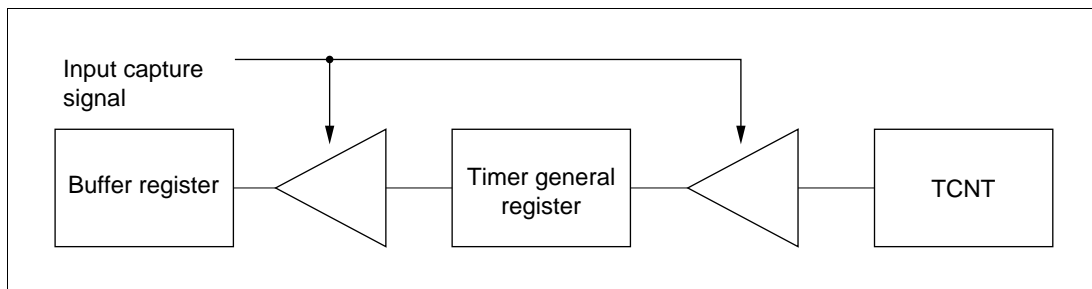 Input capture
signal
Buffer register
Timer general
register
TCNT